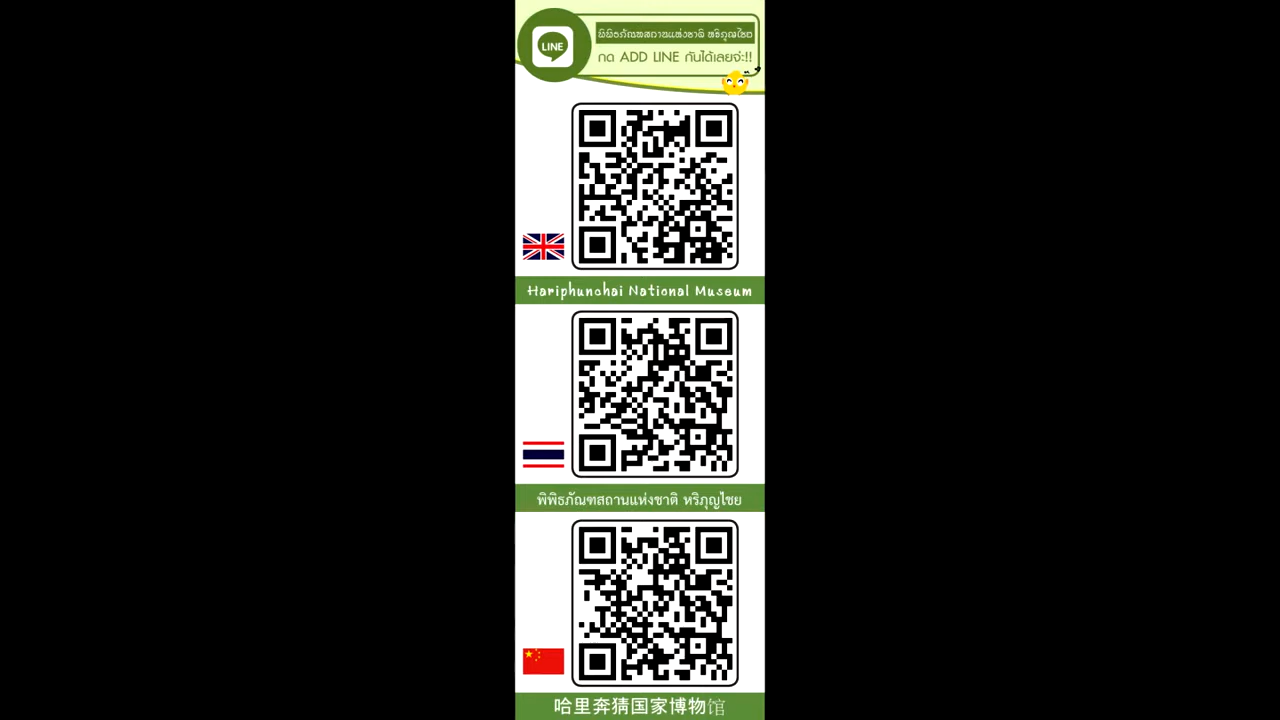 LINE
พิพิธภัณฑสถานแห่งชาติ หริภุญไชย
กด ADD LINE กันได้เลยจ่ะ!!
Hariphunchai National Museum
พิพิธภัณฑสถานแห่งชาติ หริภุญไชย
哈里奔猜国家博物馆